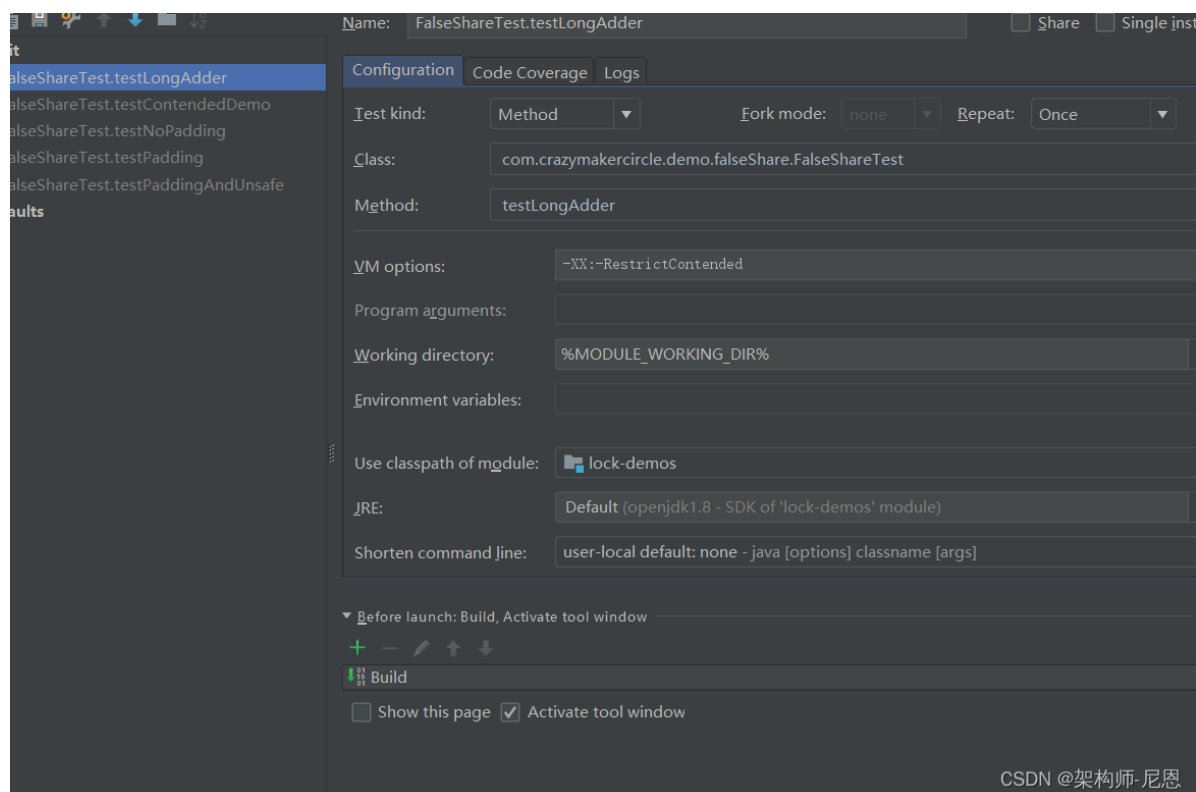 Name: FalseShareTest.testLongAdder Share Single inst
it
alseShareTest.testLongAdder
alseShareTest.testContendedDemo
alseShareTest.testNoPadding
alseShareTest.testPadding
alseShareTest.testPaddingAndUnsafe
aults
Configuration Code Coverage Logs
Test kind: Method Fork mode: none Repeat: Once
Class: com.crazymakercircle.demo.falseShare.FalseShareTest
Method: testLongAdder
VM options: -XX:-RestrictContended
Program arguments:
Working directory: %MODULE_WORKING_DIR%
Environment variables:
Use classpath of module: lock-demos
JRE: Default (openjdk1.8 - SDK of 'lock-demos' module)
Shorten command line: user-local default: none - java [options] classname [args]
Before launch: Build, Activate tool window
Build
Show this page Activate tool window
CSDN @架构师-尼恩